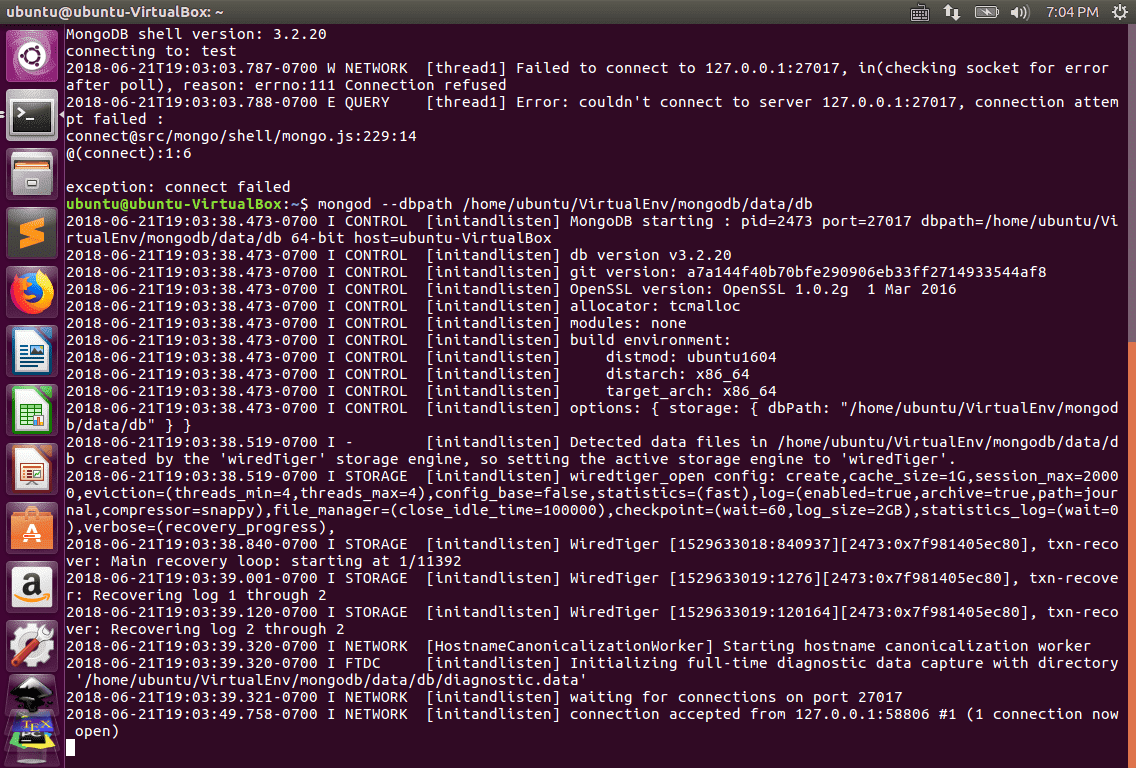 ubuntu@ubuntu-VirtualBox: ~
7:04 PM
MongoDB shell version: 3.2.20
connecting to: test
2018-06-21T19:03:03.787-0700 W NETWORK  [thread1] Failed to connect to 127.0.0.1:27017, in(checking socket for error
after poll), reason: errno:111 Connection refused
2018-06-21T19:03:03.788-0700 E QUERY    [thread1] Error: couldn't connect to server 127.0.0.1:27017, connection attem
pt failed :
connect@src/mongo/shell/mongo.js:229:14
@(connect):1:6
exception: connect failed
ubuntu@ubuntu-VirtualBox:~$ mongod --dbpath /home/ubuntu/VirtualEnv/mongodb/data/db
2018-06-21T19:03:38.473-0700 I CONTROL  [initandlisten] MongoDB starting : pid=2473 port=27017 dbpath=/home/ubuntu/Vi
rtualEnv/mongodb/data/db 64-bit host=ubuntu-VirtualBox
2018-06-21T19:03:38.473-0700 I CONTROL  [initandlisten] db version v3.2.20
2018-06-21T19:03:38.473-0700 I CONTROL  [initandlisten] git version: a7a144f40b70bfe290906eb33ff2714933544af8
2018-06-21T19:03:38.473-0700 I CONTROL  [initandlisten] OpenSSL version: OpenSSL 1.0.2g  1 Mar 2016
2018-06-21T19:03:38.473-0700 I CONTROL  [initandlisten] allocator: tcmalloc
2018-06-21T19:03:38.473-0700 I CONTROL  [initandlisten] modules: none
2018-06-21T19:03:38.473-0700 I CONTROL  [initandlisten] build environment:
2018-06-21T19:03:38.473-0700 I CONTROL  [initandlisten]     distmod: ubuntu1604
2018-06-21T19:03:38.473-0700 I CONTROL  [initandlisten]     distarch: x86_64
2018-06-21T19:03:38.473-0700 I CONTROL  [initandlisten]     target_arch: x86_64
2018-06-21T19:03:38.473-0700 I CONTROL  [initandlisten] options: { storage: { dbPath: "/home/ubuntu/VirtualEnv/mongod
b/data/db" } }
2018-06-21T19:03:38.519-0700 I -        [initandlisten] Detected data files in /home/ubuntu/VirtualEnv/mongodb/data/d
b created by the 'wiredTiger' storage engine, so setting the active storage engine to 'wiredTiger'.
2018-06-21T19:03:38.519-0700 I STORAGE  [initandlisten] wiredtiger_open config: create,cache_size=1G,session_max=2000
0,eviction=(threads_min=4,threads_max=4),config_base=false,statistics=(fast),log=(enabled=true,archive=true,path=jour
nal,compressor=snappy),file_manager=(close_idle_time=100000),checkpoint=(wait=60,log_size=2GB),statistics_log=(wait=0
),verbose=(recovery_progress),
2018-06-21T19:03:38.840-0700 I STORAGE  [initandlisten] WiredTiger [1529633018:840937][2473:0x7f981405ec80], txn-reco
ver: Main recovery loop: starting at 1/11392
2018-06-21T19:03:39.001-0700 I STORAGE  [initandlisten] WiredTiger [1529633019:1276][2473:0x7f981405ec80], txn-recove
r: Recovering log 1 through 2
2018-06-21T19:03:39.120-0700 I STORAGE  [initandlisten] WiredTiger [1529633019:120164][2473:0x7f981405ec80], txn-reco
ver: Recovering log 2 through 2
2018-06-21T19:03:39.320-0700 I NETWORK  [HostnameCanonicalizationWorker] Starting hostname canonicalization worker
2018-06-21T19:03:39.320-0700 I FTDC     [initandlisten] Initializing full-time diagnostic data capture with directory
 '/home/ubuntu/VirtualEnv/mongodb/data/db/diagnostic.data'
2018-06-21T19:03:39.321-0700 I NETWORK  [initandlisten] waiting for connections on port 27017
2018-06-21T19:03:49.758-0700 I NETWORK  [initandlisten] connection accepted from 127.0.0.1:58806 #1 (1 connection now
 open)